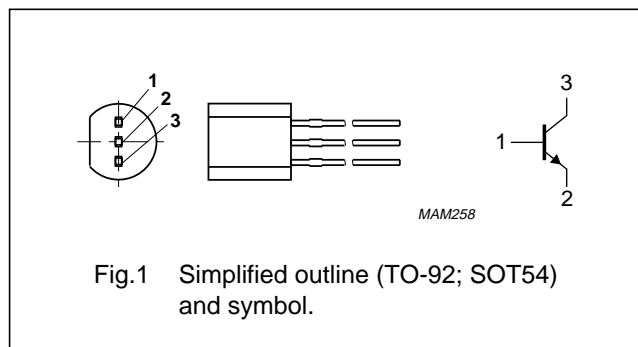 1
2
3
3
1
2
MAM258
Fig.1 Simplified outline (TO-92; SOT54)
and symbol.